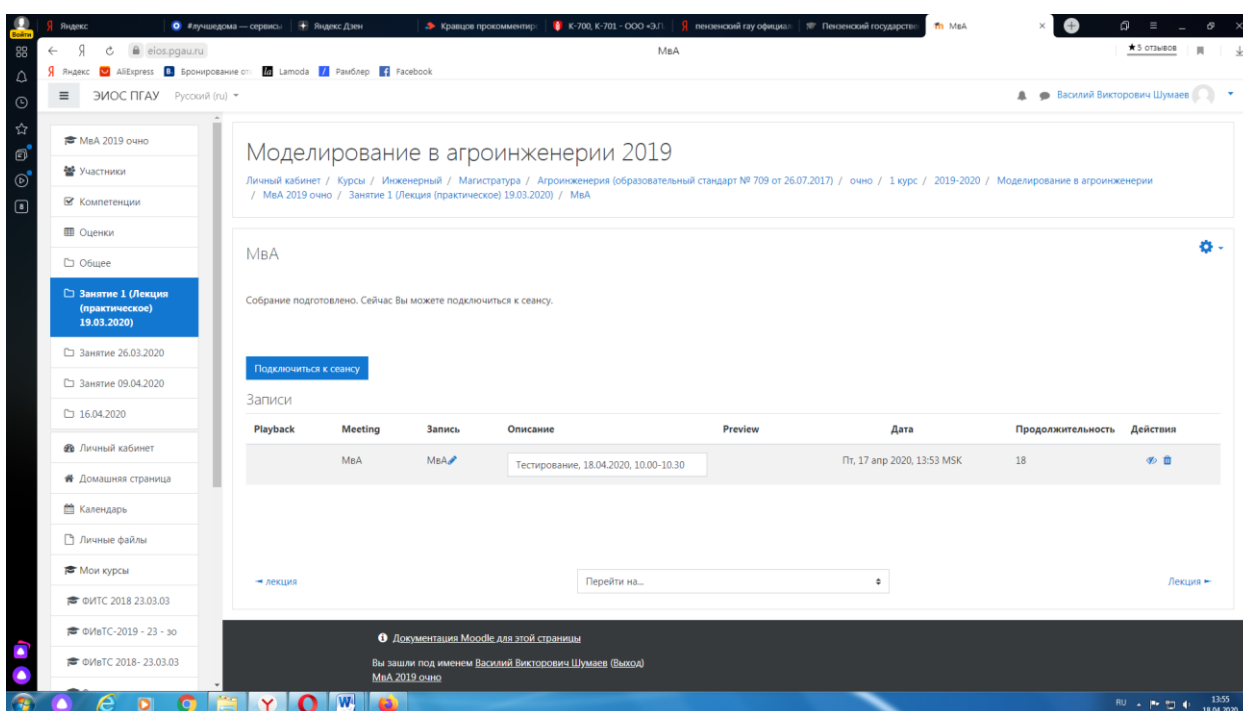 Войти
Яндекс
#лучшедома — сервисы
Яндекс Дзен
Кравцов прокомментир
К-700, К-701 - ООО «ЭЛ
пензенский гау официал
Пензенский государстве
МвА
eios.pgau.ru
МвА
★5 отзывов
Яндекс
AliExpress
Бронирование от
Lamoda
Рамблер
Facebook
ЭИОС ПГАУ
Русский (ru)
Василий Викторович Шумаев
МвА 2019 очно
Участники
Компетенции
Оценки
Общее
Занятие 1 (Лекция
(практическое)
19.03.2020)
Занятие 26.03.2020
Занятие 09.04.2020
16.04.2020
Личный кабинет
Домашняя страница
Календарь
Личные файлы
Мои курсы
ФИТС 2018 23.03.03
ФИвТС-2019 - 23 - зо
ФИвТС 2018- 23.03.03
Моделирование в агроинженерии 2019
Личный кабинет / Курсы / Инженерный / Магистратура / Агроинженерия (образовательный стандарт № 709 от 26.07.2017) / очно / 1 курс / 2019-2020 / Моделирование в агроинженерии
/ МвА 2019 очно / Занятие 1 (Лекция (практическое) 19.03.2020) / МвА
МвА
Собрание подготовлено. Сейчас Вы можете подключиться к сеансу.
Подключиться к сеансу
Записи
Playback Meeting Запись Описание Preview Дата Продолжительность Действия
МвА МвА Тестирование, 18.04.2020, 10.00-10.30 Пт, 17 апр 2020, 13:53 MSK 18
◄ лекция
Перейти на...
Лекция ►
Документация Moodle для этой страницы
Вы зашли под именем Василий Викторович Шумаев (Выход)
МвА 2019 очно
RU
13:55
18.04.2020